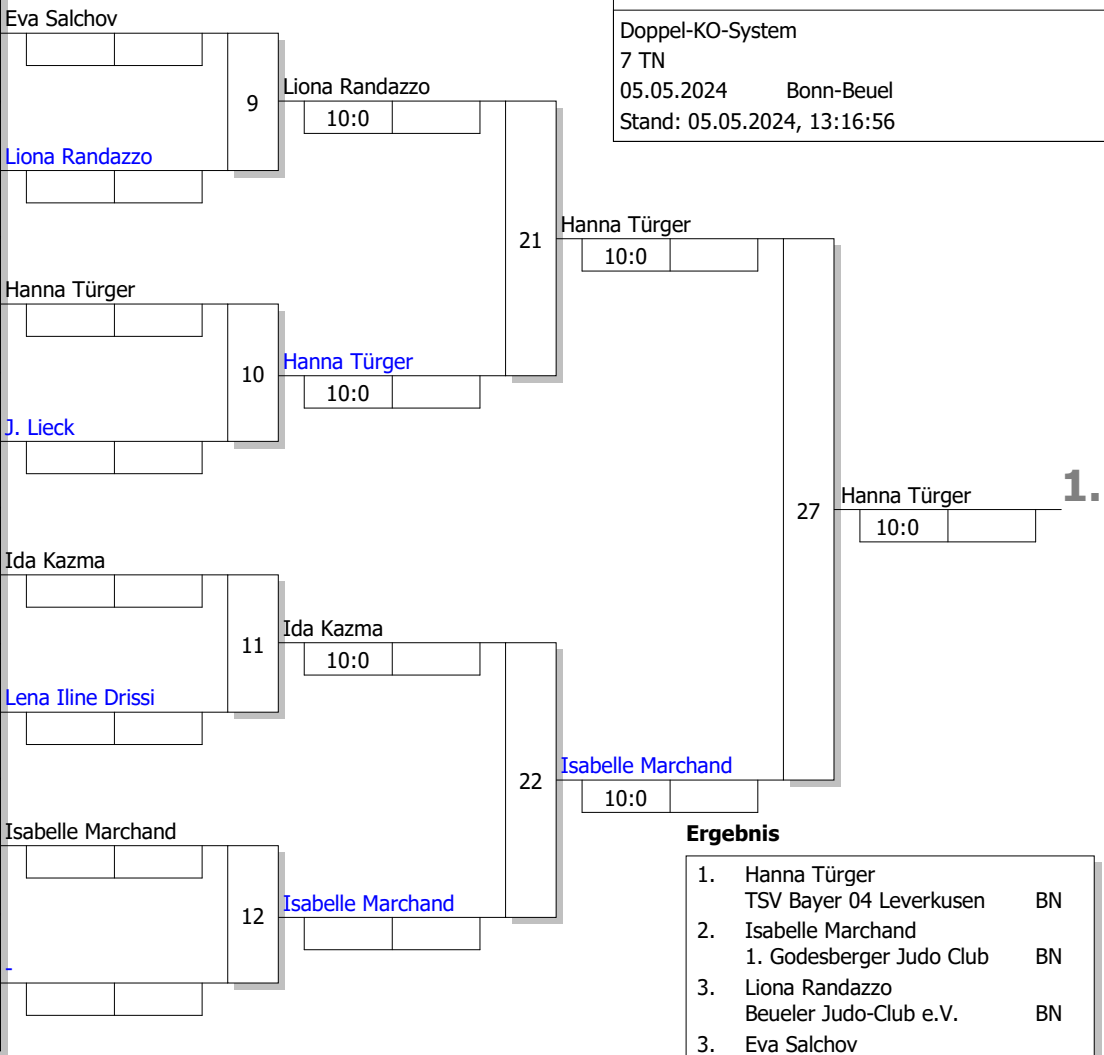 Doppel-KO-System
7 TN
05.05.2024 Bonn-Beuel
Stand: 05.05.2024, 13:16:56
Eva Salchov
9
Liona Randazzo
10:0
Liona Randazzo
21
Hanna Türger
10:0
Hanna Türger
10
Hanna Türger
10:0
J. Lieck
27
Hanna Türger
1.
10:0
Ida Kazma
11
Ida Kazma
10:0
Lena Iline Drissi
22
Isabelle Marchand
10:0
Isabelle Marchand
12
Isabelle Marchand
-
Ergebnis
1. Hanna Türger
TSV Bayer 04 Leverkusen BN
2. Isabelle Marchand
1. Godesberger Judo Club BN
3. Liona Randazzo
Beueler Judo-Club e.V. BN
3. Eva Salchov